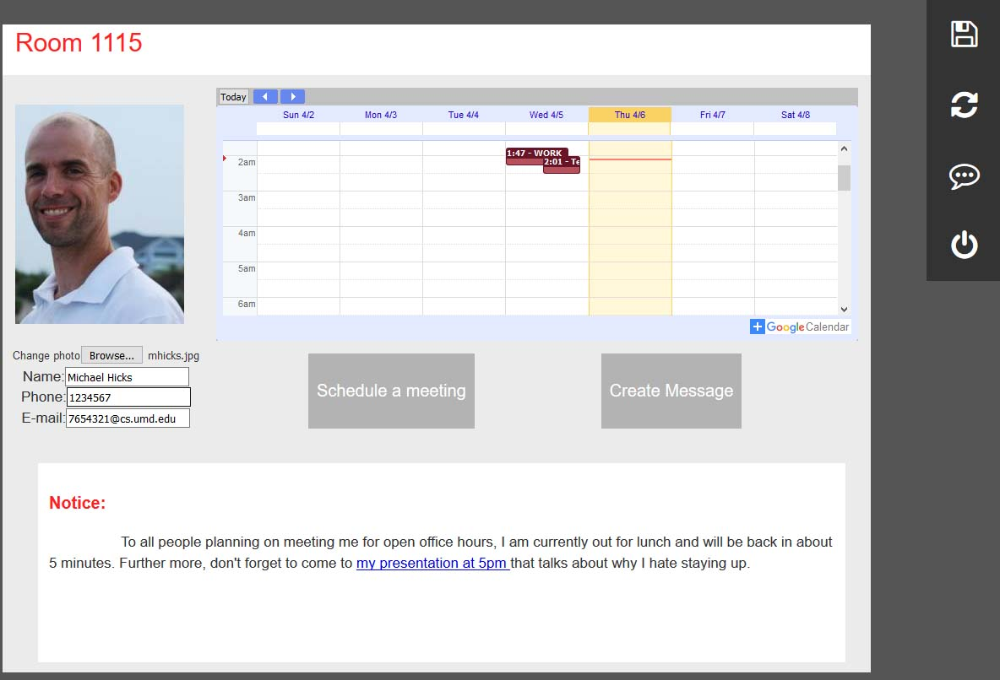 Room 1115
Today
Sun 4/2 Mon 4/3 Tue 4/4 Wed 4/5 Thu 4/6 Fri 4/7 Sat 4/8
1:47 - WORK
2am
2:01 - Te
3am
4am
5am
6am
Google Calendar
Change photo Browse... mhicks.jpg
Name: Michael Hicks
Phone: 1234567
E-mail: 7654321@cs.umd.edu
Schedule a meeting
Create Message
Notice:
To all people planning on meeting me for open office hours, I am currently out for lunch and will be back in about
5 minutes. Further more, don't forget to come to my presentation at 5pm that talks about why I hate staying up.